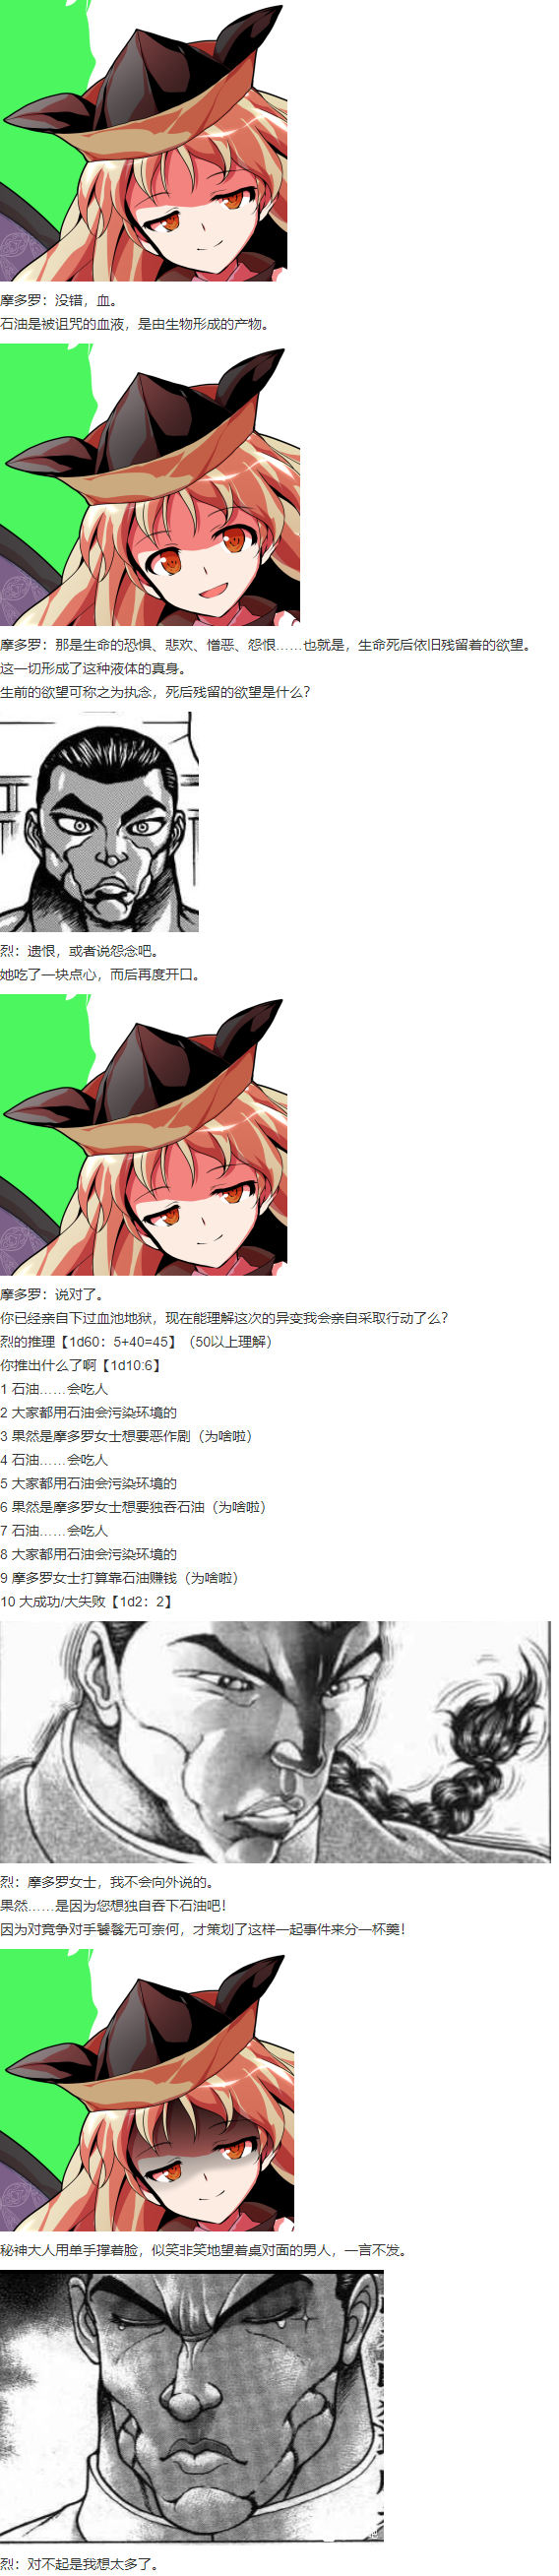 摩多罗：没错，血。
石油是被诅咒的血液，是由生物形成的产物。
摩多罗：那是生命的恐惧、悲欢、憎恶、怨恨……也就是，生命死后依旧残留着的欲望。
这一切形成了这种液体的真身。
生前的欲望可称之为执念，死后残留的欲望是什么？
烈：遗恨，或者说怨念吧。
她吃了一块点心，而后再度开口。
摩多罗：说对了。
你已经亲自下过血池地狱，现在能理解这次的异变我会亲自采取行动了么？
烈的推理【1d60：5+40=45】（50以上理解）
你推出什么了啊【1d10:6】
1 石油……会吃人
2 大家都用石油会污染环境的
3 果然是摩多罗女士想要恶作剧（为啥啦）
4 石油……会吃人
5 大家都用石油会污染环境的
6 果然是摩多罗女士想要独吞石油（为啥啦）
7 石油……会吃人
8 大家都用石油会污染环境的
9 摩多罗女士打算靠石油赚钱（为啥啦）
10 大成功/大失败【1d2：2】
烈：摩多罗女士，我不会向外说的。
果然……是因为您想独自吞下石油吧！
因为对竞争对手饕餮无可奈何，才策划了这样一起事件来分一杯羹！
秘神大人用单手撑着脸，似笑非笑地望着桌对面的男人，一言不发。
烈：对不起是我想太多了。